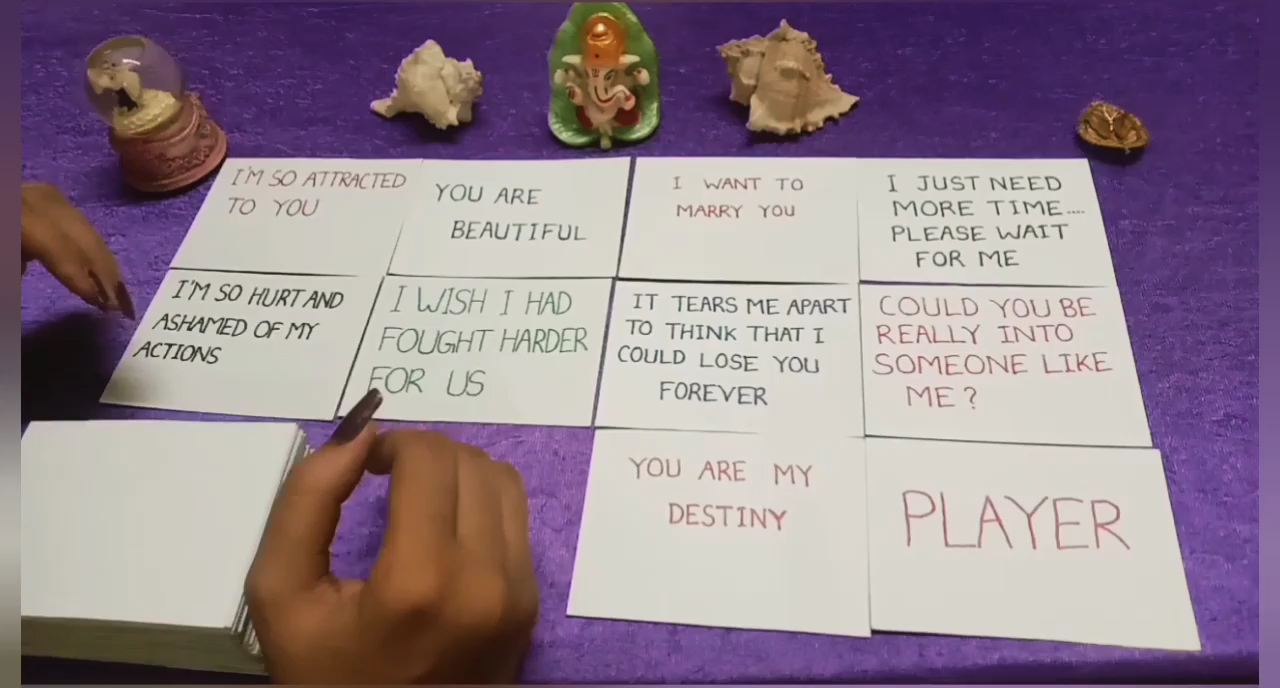 I'M SO ATTRACTED
TO YOU
YOU ARE
BEAUTIFUL
I WANT TO
MARRY YOU
I JUST NEED
MORE TIME....
PLEASE WAIT
FOR ME
I'M SO HURT AND
ASHAMED OF MY
ACTIONS
I WISH I HAD
FOUGHT HARDER
FOR US
IT TEARS ME APART
TO THINK THAT I
COULD LOSE YOU
FOREVER
COULD YOU BE
REALLY INTO
SOMEONE LIKE
ME?
YOU ARE MY
DESTINY
PLAYER